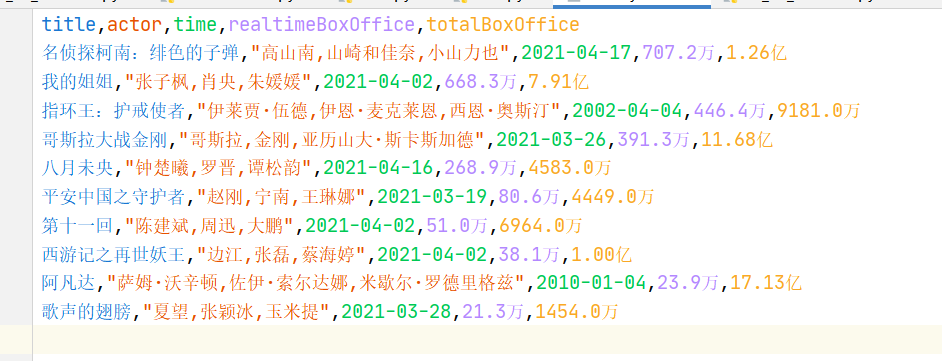 title,actor,time,realtimeBoxOffice,totalBoxOffice
名侦探柯南：绯色的子弹,"高山南,山崎和佳奈,小山力也",2021-04-17,707.2万,1.26亿
我的姐姐,"张子枫,肖央,朱媛媛",2021-04-02,668.3万,7.91亿
指环王：护戒使者,"伊莱贾·伍德,伊恩·麦克莱恩,西恩·奥斯汀",2002-04-04,446.4万,9181.0万
哥斯拉大战金刚,"哥斯拉,金刚,亚历山大·斯卡斯加德",2021-03-26,391.3万,11.68亿
八月未央,"钟楚曦,罗晋,谭松韵",2021-04-16,268.9万,4583.0万
平安中国之守护者,"赵刚,宁南,王琳娜",2021-03-19,80.6万,4449.0万
第十一回,"陈建斌,周迅,大鹏",2021-04-02,51.0万,6964.0万
西游记之再世妖王,"边江,张磊,蔡海婷",2021-04-02,38.1万,1.00亿
阿凡达,"萨姆·沃辛顿,佐伊·索尔达娜,米歇尔·罗德里格兹",2010-01-04,23.9万,17.13亿
歌声的翅膀,"夏望,张颖冰,玉米提",2021-03-28,21.3万,1454.0万